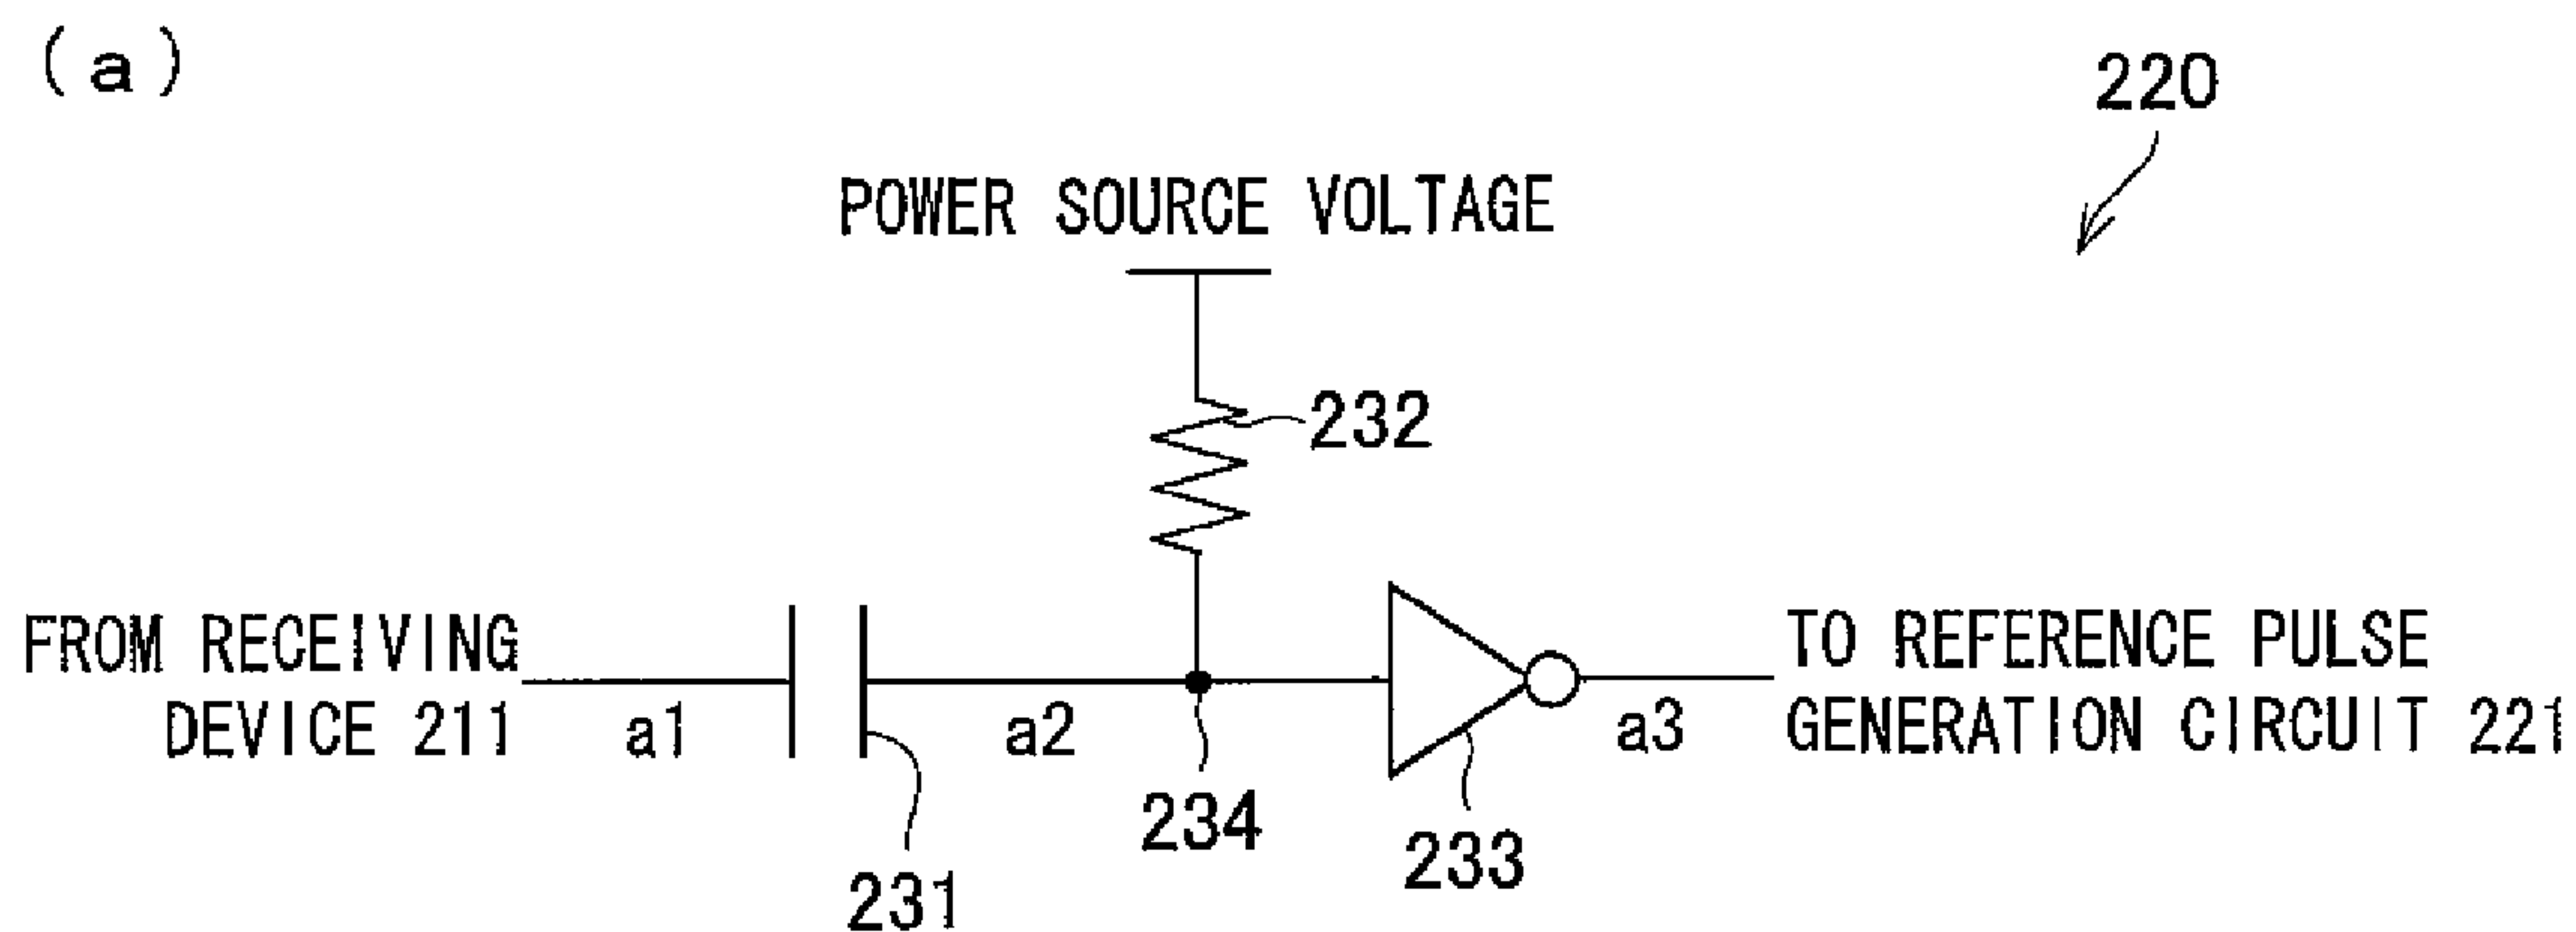 (a)
220
POWER SOURCE VOLTAGE
232
FROM RECEIVING
DEVICE 211
a1
a2
234
231
233
a3
TO REFERENCE PULSE
GENERATION CIRCUIT 221